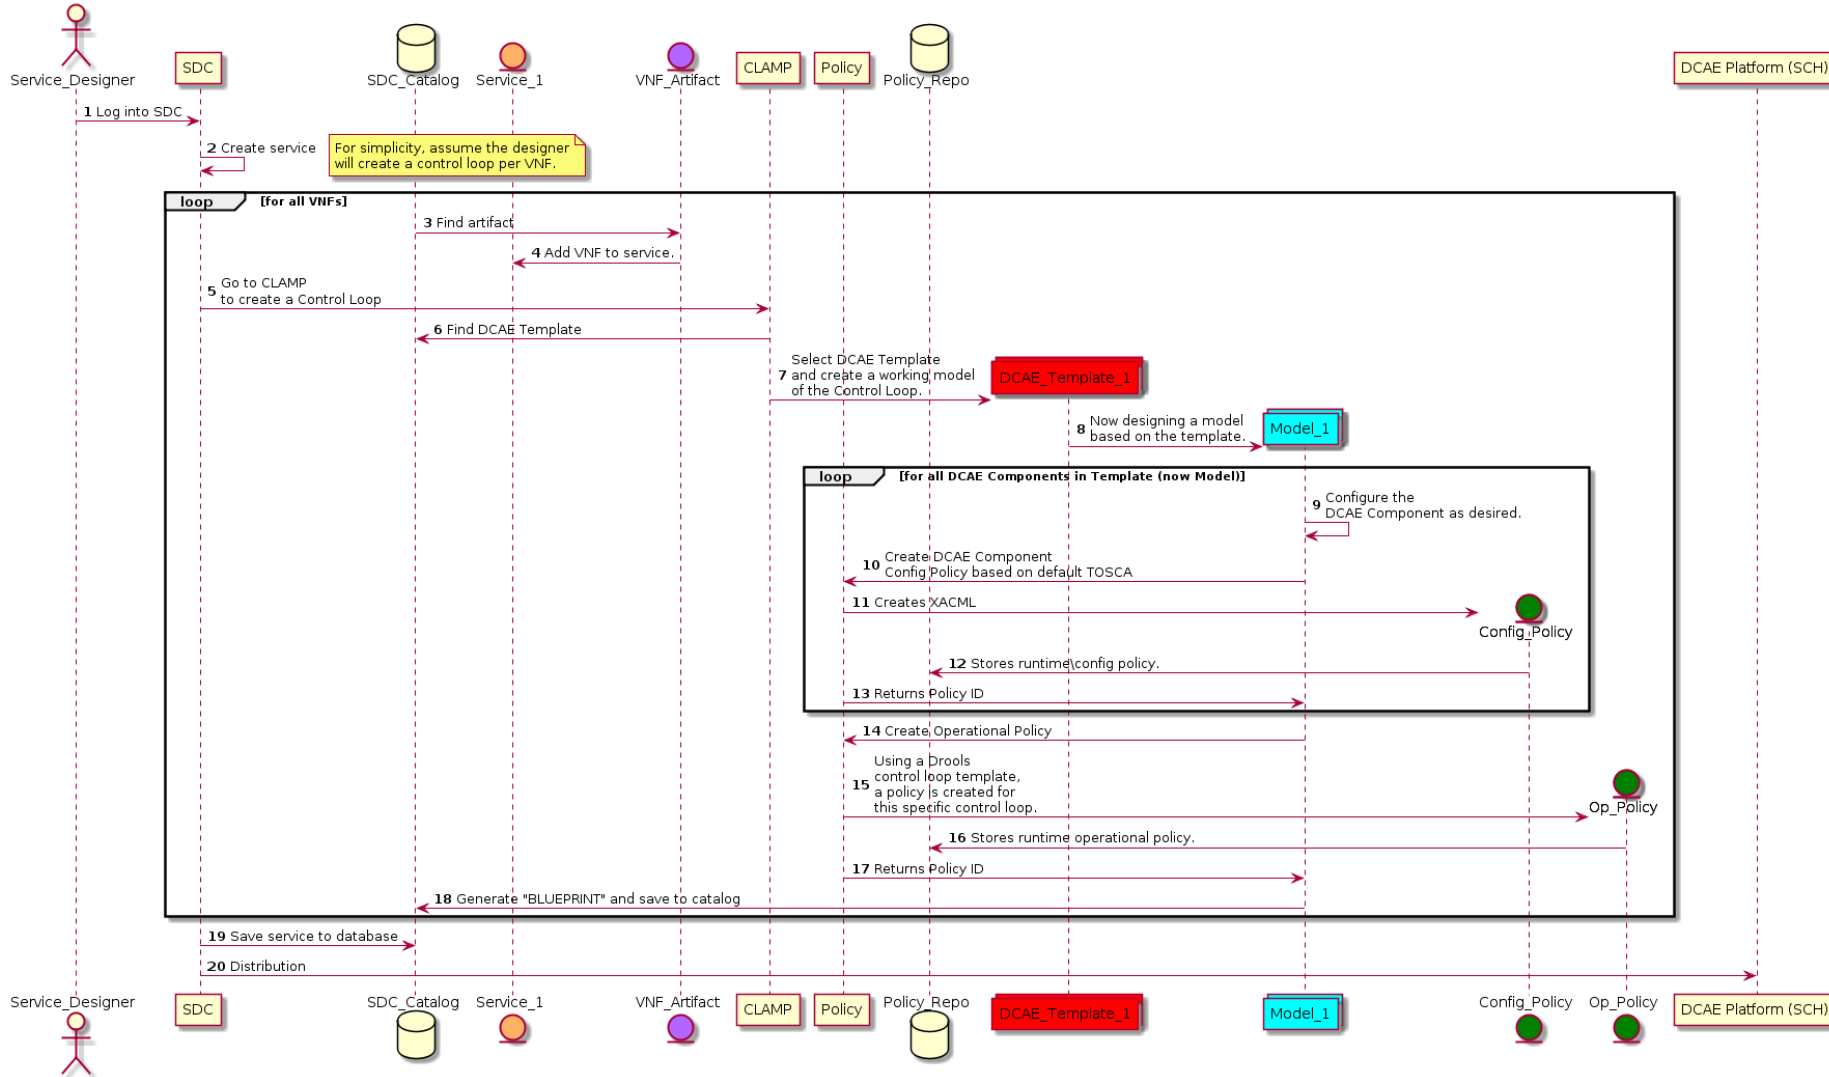 Service_Designer
SDC
SDC_Catalog
Service_1
VNF_Artifact
CLAMP
Policy
Policy_Repo
DCAE Platform (SCH)
1 Log into SDC
2 Create service
For simplicity, assume the designer
will create a control loop per VNF.
loop [for all VNFs]
3 Find artifact
4 Add VNF to service.
5 Go to CLAMP
to create a Control Loop
6 Find DCAE Template
Select DCAE Template
7 and create a working model
of the Control Loop.
DCAE_Template_1
8 Now designing a model
based on the template.
Model_1
loop [for all DCAE Components in Template (now Model)]
9 Configure the
DCAE Component as desired.
10 Create DCAE Component
Config Policy based on default TOSCA
11 Creates XACML
Config_Policy
12 Stores runtime\config policy.
13 Returns Policy ID
14 Create Operational Policy
Using a Drools
control loop template,
15 a policy is created for
this specific control loop.
Op_Policy
16 Stores runtime operational policy.
17 Returns Policy ID
18 Generate "BLUEPRINT" and save to catalog
19 Save service to database
20 Distribution
Service_Designer
SDC
SDC_Catalog
Service_1
VNF_Artifact
CLAMP
Policy
Policy_Repo
DCAE_Template_1
Model_1
Config_Policy
Op_Policy
DCAE Platform (SCH)